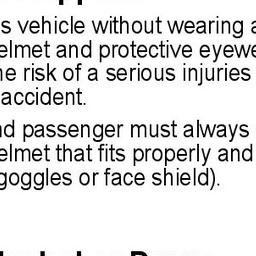 s vehicle without wearing a
elmet and protective eyewe
he risk of a serious injuries
accident.
nd passenger must always
elmet that fits properly and
goggles or face shield).